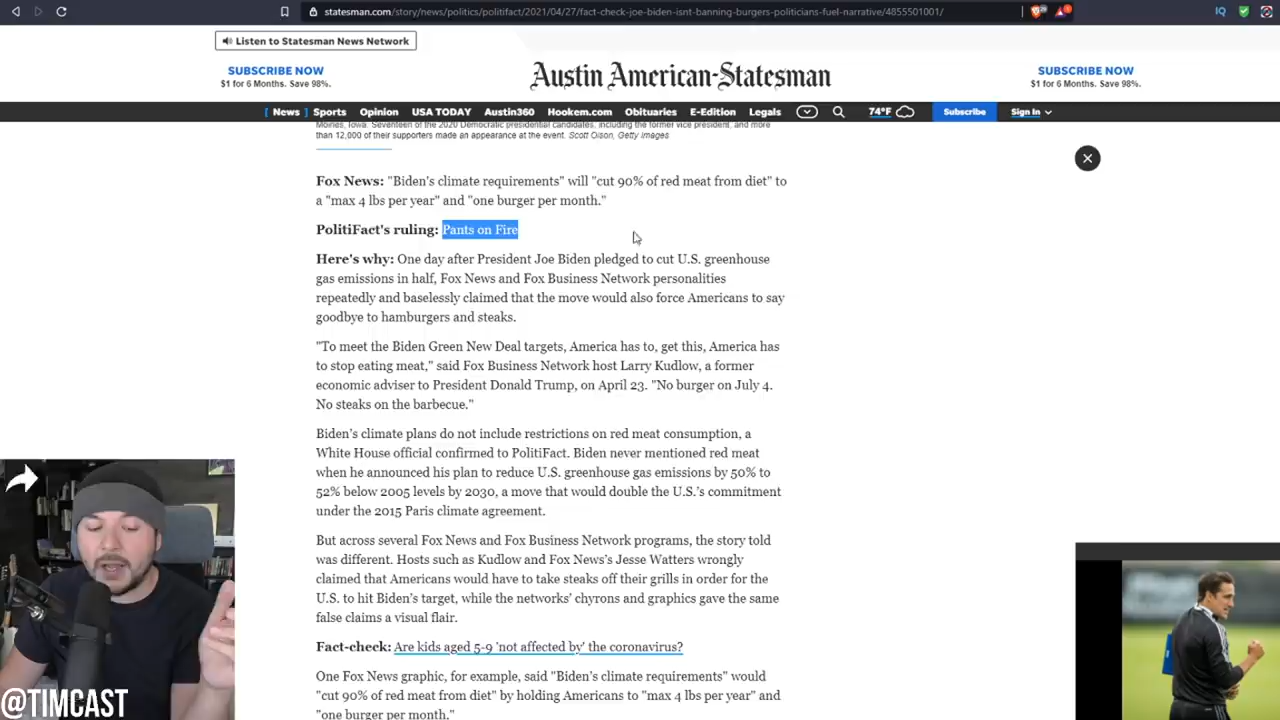 statesman.com/story/news/politics/politifact/2021/04/27/fact-check-joe-biden-isnt-banning-burgers-politicians-fuel-narrative/4855501001/
Listen to Statesman News Network
SUBSCRIBE NOW
$1 for 6 Months. Save 98%.
Austin American-Statesman
SUBSCRIBE NOW
$1 for 6 Months. Save 98%.
News Sports Opinion USA TODAY Austin360 Hookem.com Obituaries E-Edition Legals 74°F Subscribe Sign In
Moines, Iowa. Seventeen of the 2020 Democratic presidential candidates, including the former vice president, and more
than 12,000 of their supporters made an appearance at the event. Scott Olson, Getty Images
Fox News: "Biden's climate requirements" will "cut 90% of red meat from diet" to
a "max 4 lbs per year" and "one burger per month."
PolitiFact's ruling: Pants on Fire
Here's why: One day after President Joe Biden pledged to cut U.S. greenhouse
gas emissions in half, Fox News and Fox Business Network personalities
repeatedly and baselessly claimed that the move would also force Americans to say
goodbye to hamburgers and steaks.
"To meet the Biden Green New Deal targets, America has to, get this, America has
to stop eating meat," said Fox Business Network host Larry Kudlow, a former
economic adviser to President Donald Trump, on April 23. "No burger on July 4.
No steaks on the barbecue."
Biden's climate plans do not include restrictions on red meat consumption, a
White House official confirmed to PolitiFact. Biden never mentioned red meat
when he announced his plan to reduce U.S. greenhouse gas emissions by 50% to
52% below 2005 levels by 2030, a move that would double the U.S.'s commitment
under the 2015 Paris climate agreement.
But across several Fox News and Fox Business Network programs, the story told
was different. Hosts such as Kudlow and Fox News's Jesse Watters wrongly
claimed that Americans would have to take steaks off their grills in order for the
U.S. to hit Biden's target, while the networks' chyrons and graphics gave the same
false claims a visual flair.
Fact-check: Are kids aged 5-9 'not affected by' the coronavirus?
One Fox News graphic, for example, said "Biden's climate requirements" would
"cut 90% of red meat from diet" by holding Americans to "max 4 lbs per year" and
"one burger per month."
@TIMCAST